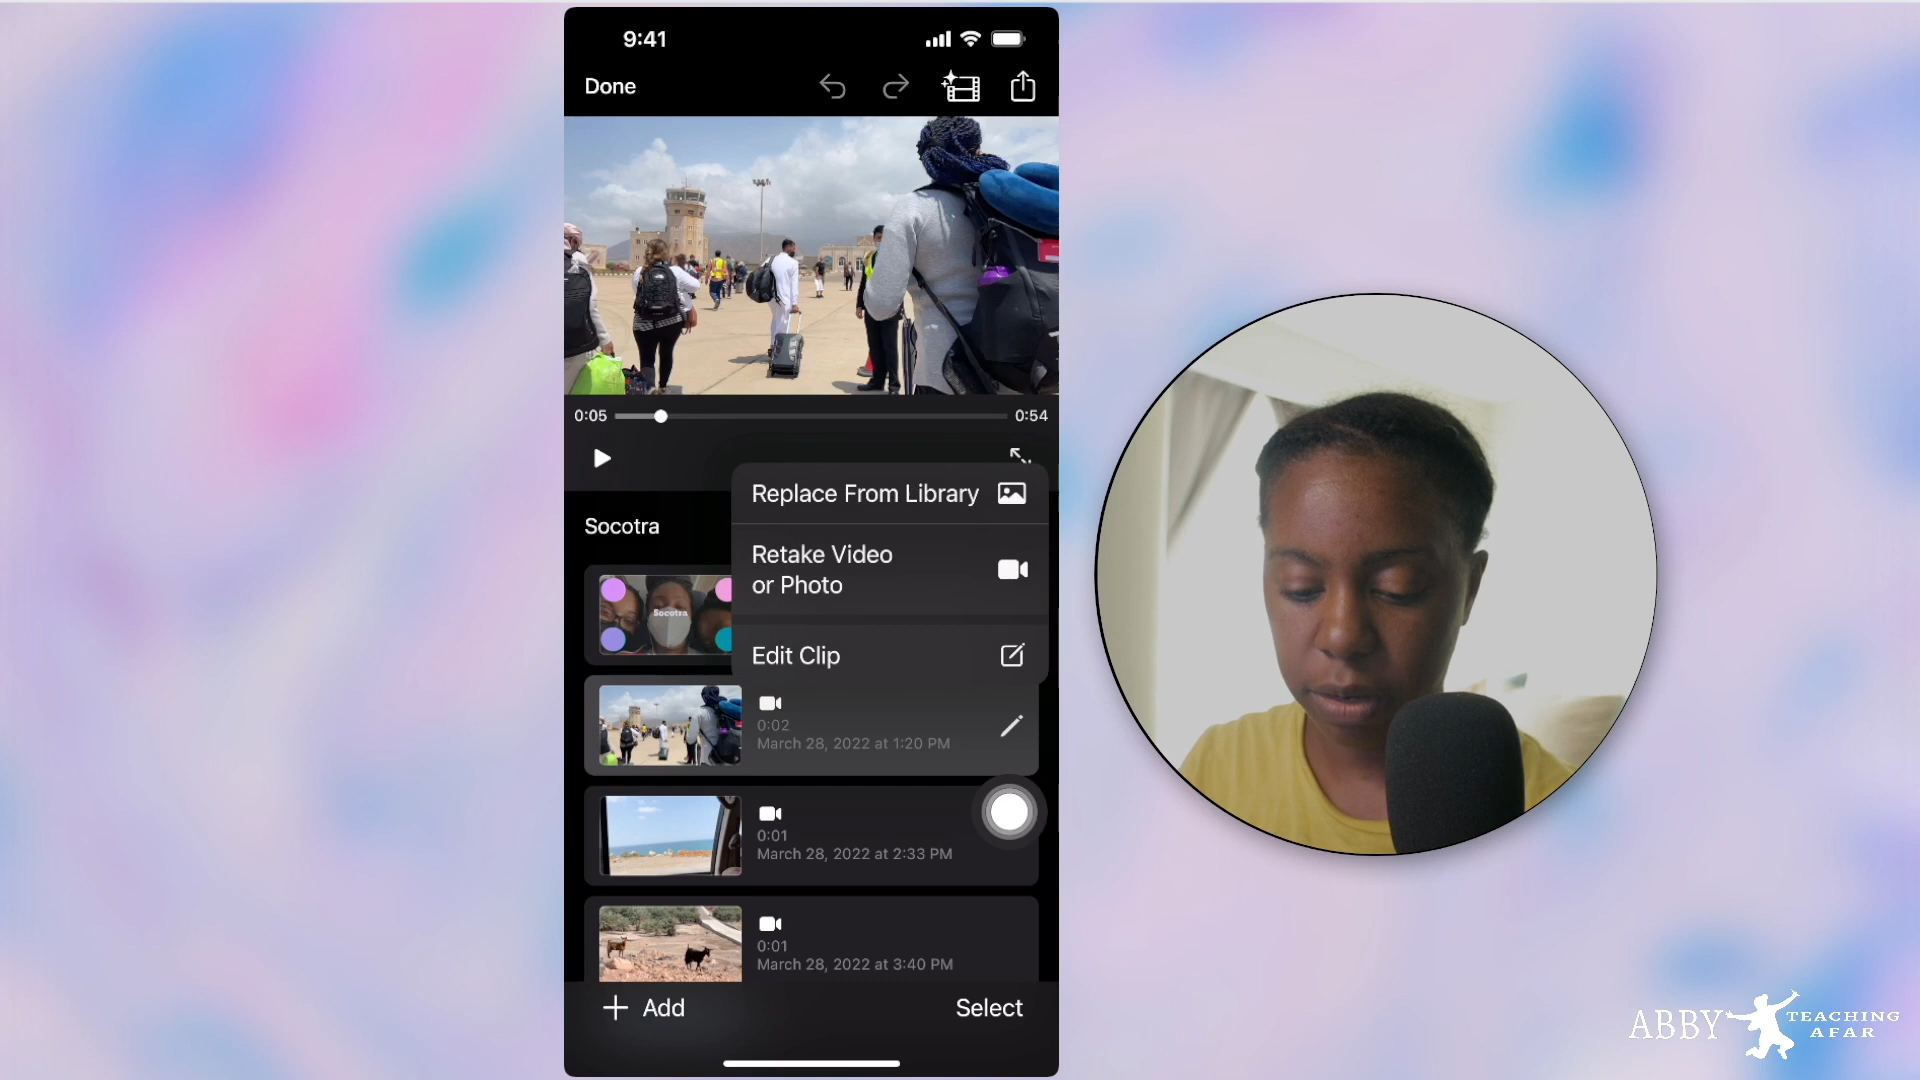 9:41
Done
0:05
0:54
Replace From Library
Socotra
Retake Video
or Photo
Socotra
Edit Clip
0:02
March 28, 2022 at 1:20 PM
0:01
March 28, 2022 at 2:33 PM
0:01
March 28, 2022 at 3:40 PM
Add
Select
ABBY TEACHING
AFAR